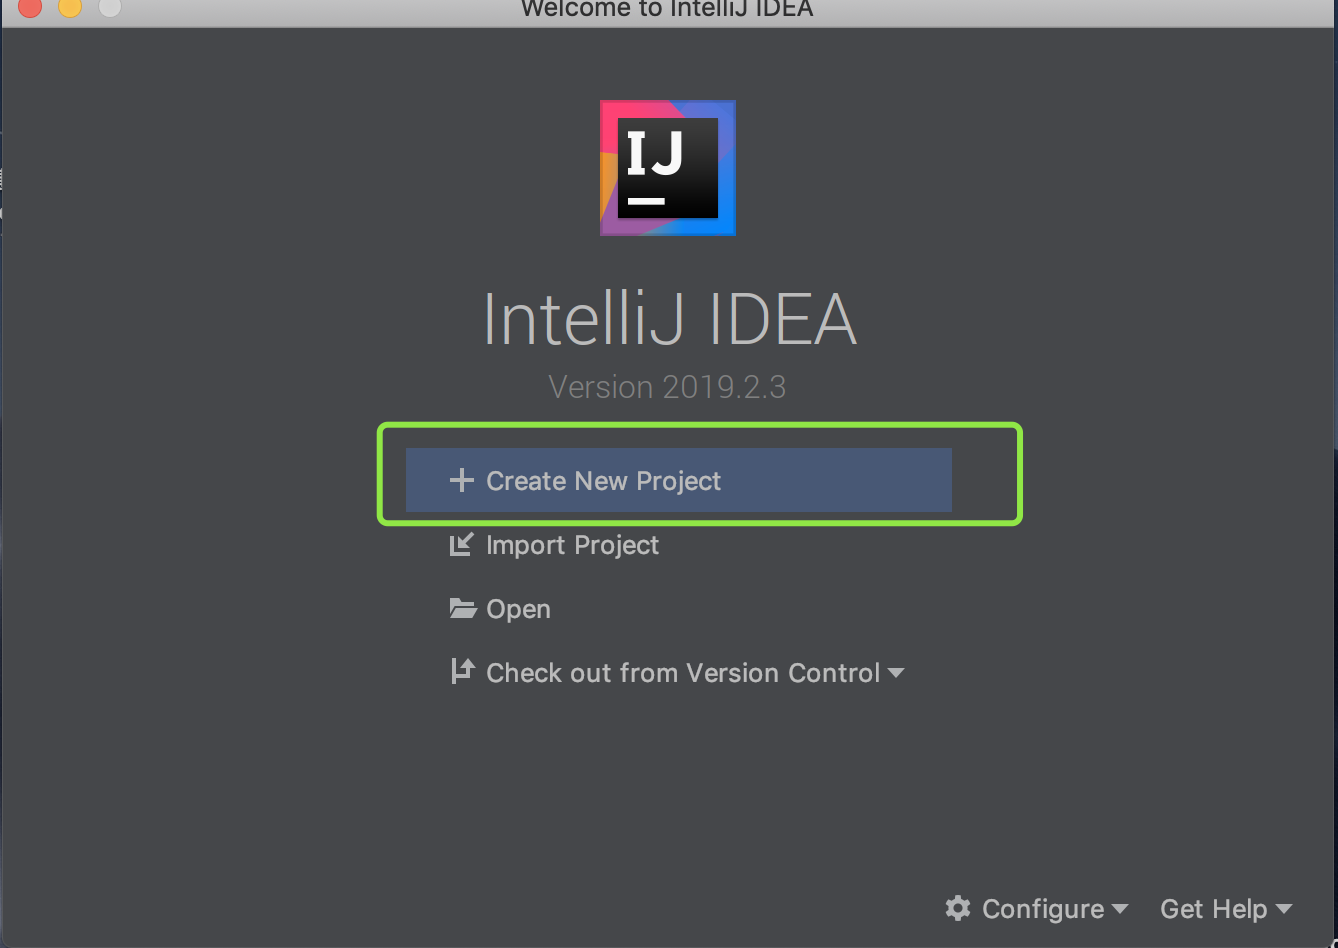 Welcome to IntelliJ IDEA
IJ
IntelliJ IDEA
Version 2019.2.3
Create New Project
Import Project
Open
Check out from Version Control
Configure
Get Help